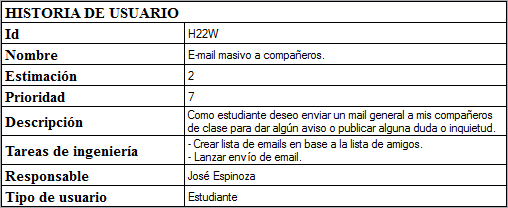 HISTORIA DE USUARIO
Id H22W
Nombre E-mail masivo a compañeros.
Estimación 2
Prioridad 7
Descripción Como estudiante deseo enviar un mail general a mis compañeros
de clase para dar algún aviso o publicar alguna duda o inquietud.
Tareas de ingeniería - Crear lista de emails en base a la lista de amigos.
- Lanzar envío de email.
Responsable José Espinoza
Tipo de usuario Estudiante